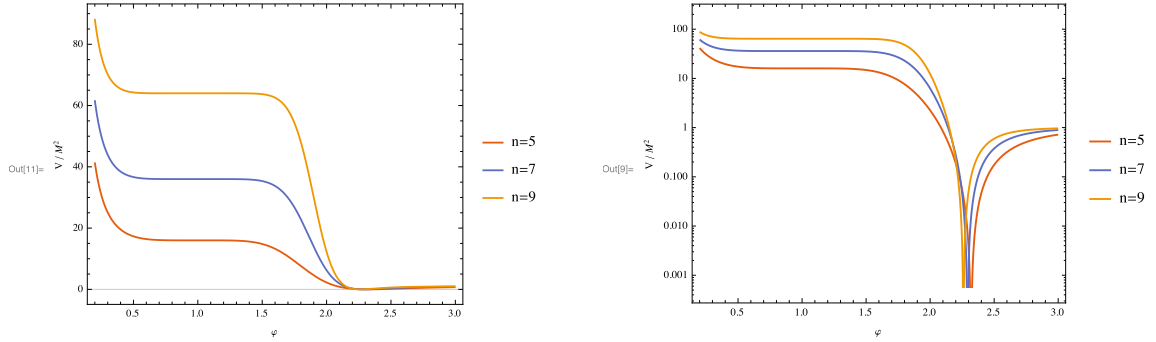 80
60
40
20
0
V / M²
Out[11]=
0.5 1.0 1.5 2.0 2.5 3.0
φ
n=5
n=7
n=9
100
10
1
0.100
0.010
0.001
V / M²
Out[9]=
0.5 1.0 1.5 2.0 2.5 3.0
φ
n=5
n=7
n=9